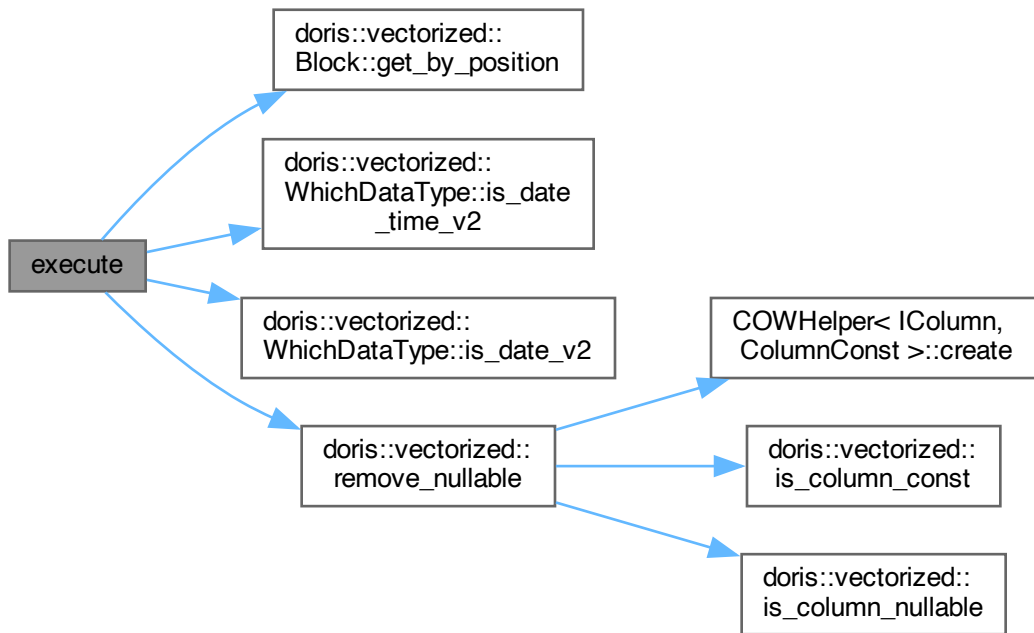 doris::vectorized::
Block::get_by_position
doris::vectorized::
WhichDataType::is_date
_time_v2
execute
doris::vectorized::
WhichDataType::is_date_v2
COWHelper< IColumn,
ColumnConst >::create
doris::vectorized::
remove_nullable
doris::vectorized::
is_column_const
doris::vectorized::
is_column_nullable